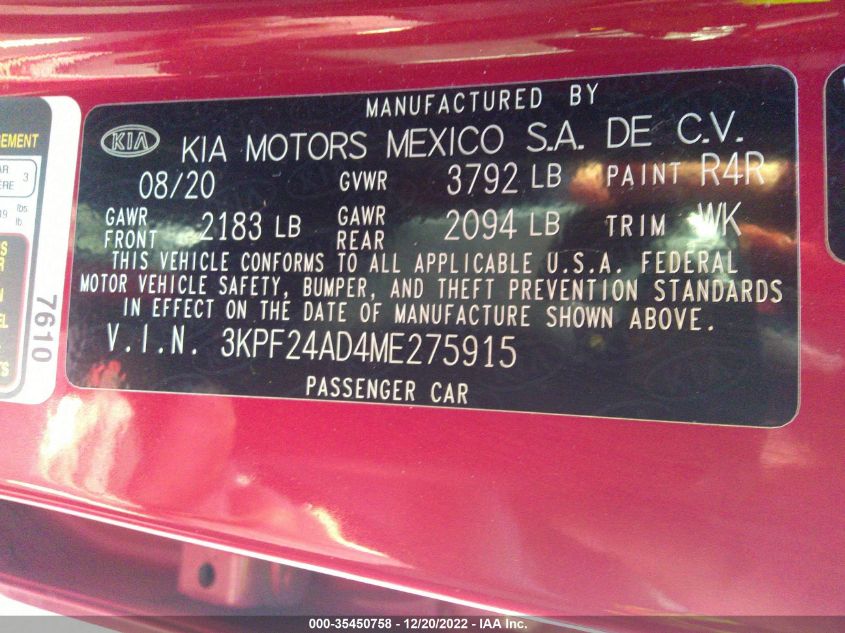 MANUFACTURED BY
KIA KIA MOTORS MEXICO S.A. DE C.V.
08/20 GVWR 3792 LB PAINT R4R
GAWR FRONT 2183 LB GAWR REAR 2094 LB TRIM WK
THIS VEHICLE CONFORMS TO ALL APPLICABLE U.S.A. FEDERAL
MOTOR VEHICLE SAFETY, BUMPER, AND THEFT PREVENTION STANDARDS
IN EFFECT ON THE DATE OF MANUFACTURE SHOWN ABOVE.
V.I.N. 3KPF24AD4ME275915
PASSENGER CAR
7610
000-35450758 - 12/20/2022 - IAA Inc.